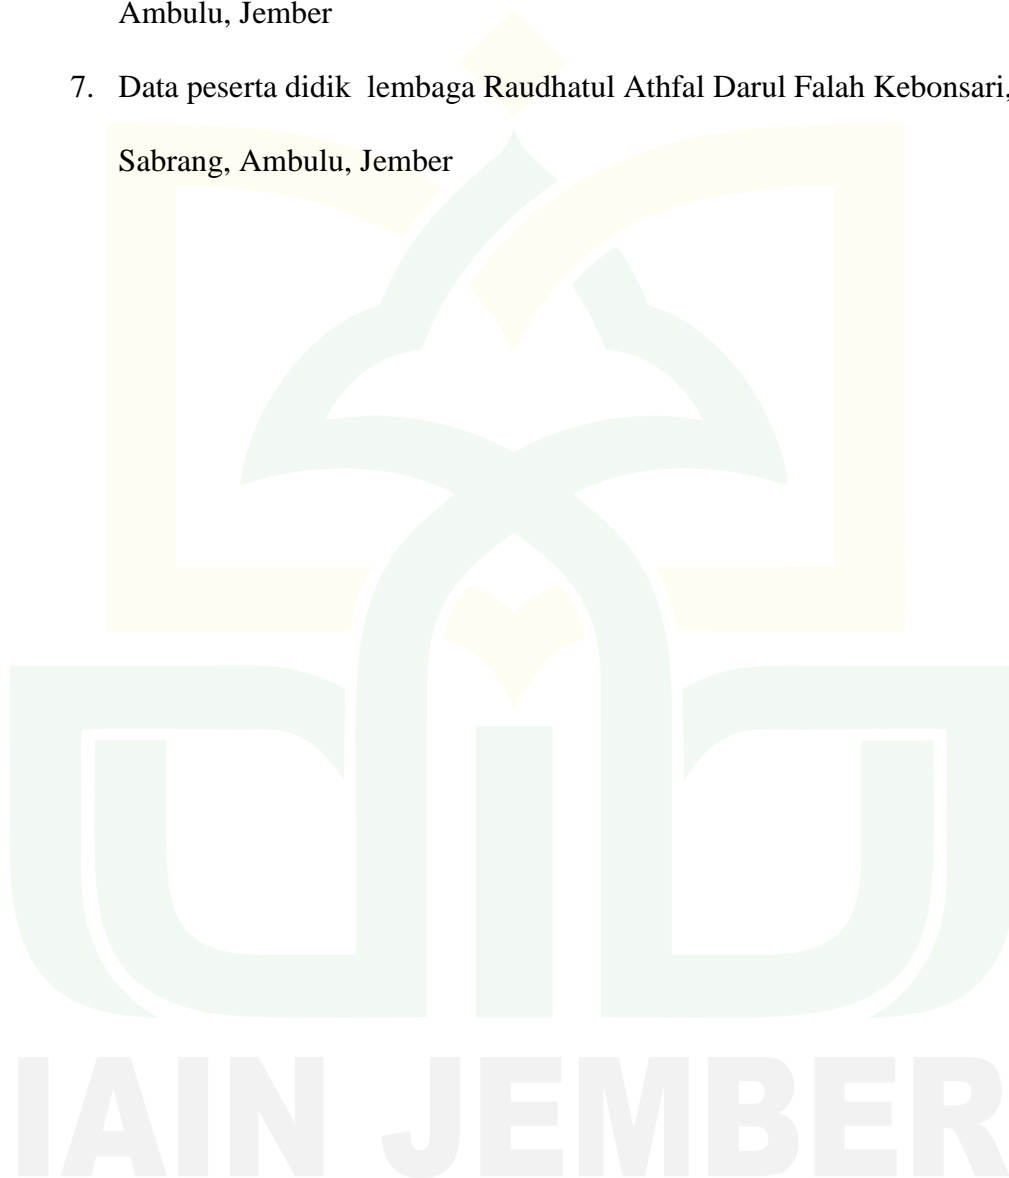 Ambulu, Jember
7. Data peserta didik  lembaga Raudhatul Athfal Darul Falah Kebonsari,
Sabrang, Ambulu, Jember
IAIN JEMBER